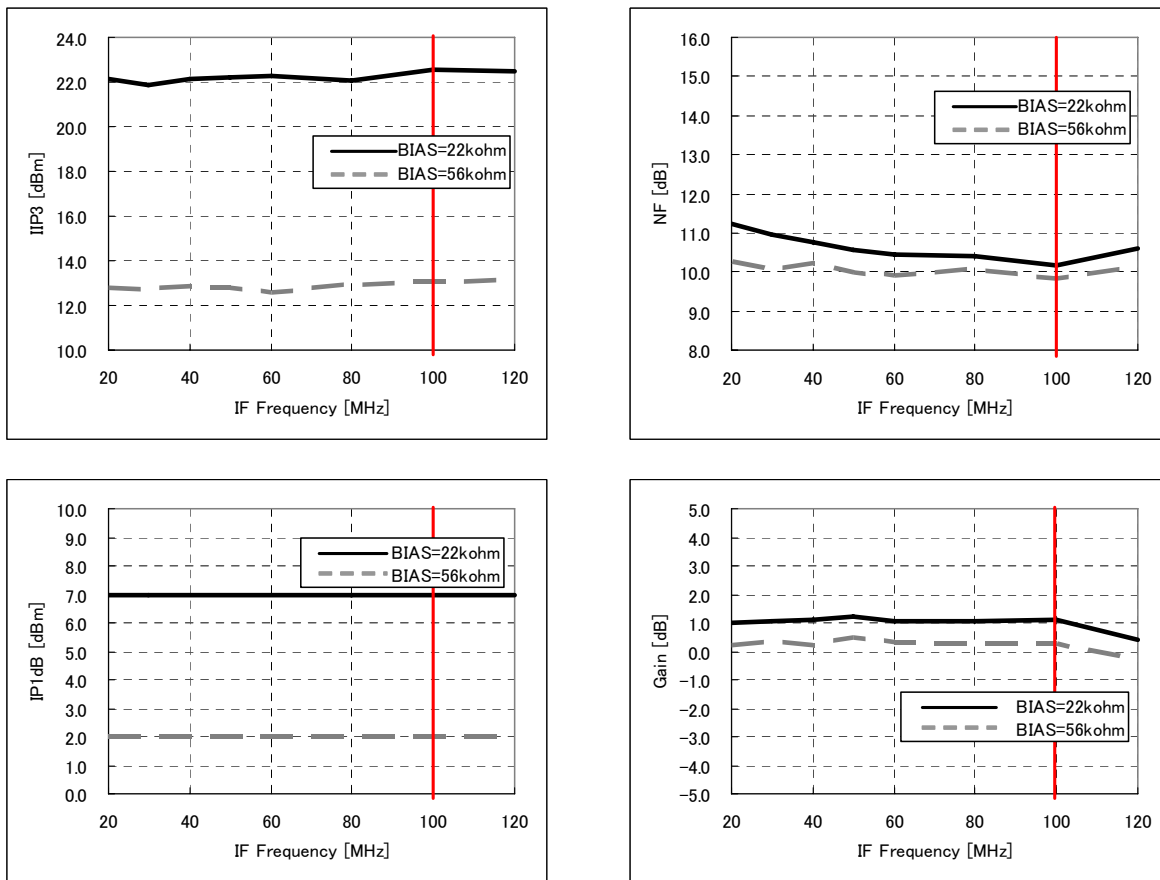 24.0
22.0
20.0
18.0
16.0
14.0
12.0
10.0
IIP3 [dBm]
BIAS=22kohm
BIAS=56kohm
20 40 60 80 100 120
IF Frequency [MHz]
16.0
15.0
14.0
13.0
12.0
11.0
10.0
9.0
8.0
NF [dB]
BIAS=22kohm
BIAS=56kohm
20 40 60 80 100 120
IF Frequency [MHz]
10.0
9.0
8.0
7.0
6.0
5.0
4.0
3.0
2.0
1.0
0.0
IP1dB [dBm]
BIAS=22kohm
BIAS=56kohm
20 40 60 80 100 120
IF Frequency [MHz]
5.0
4.0
3.0
2.0
1.0
0.0
-1.0
-2.0
-3.0
-4.0
-5.0
Gain [dB]
BIAS=22kohm
BIAS=56kohm
20 40 60 80 100 120
IF Frequency [MHz]